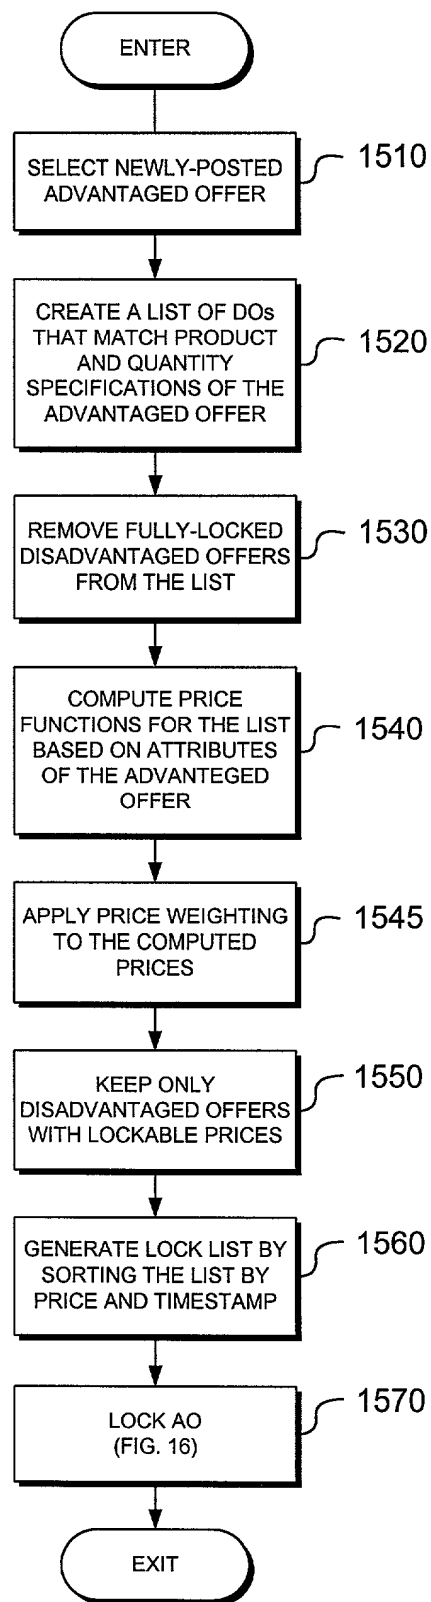 ENTER
SELECT NEWLY-POSTED
ADVANTAGED OFFER
1510
CREATE A LIST OF DOs
THAT MATCH PRODUCT
AND QUANTITY
SPECIFICATIONS OF THE
ADVANTAGED OFFER
1520
REMOVE FULLY-LOCKED
DISADVANTAGED OFFERS
FROM THE LIST
1530
COMPUTE PRICE
FUNCTIONS FOR THE LIST
BASED ON ATTRIBUTES
OF THE ADVANTEGED
OFFER
1540
APPLY PRICE WEIGHTING
TO THE COMPUTED
PRICES
1545
KEEP ONLY
DISADVANTAGED OFFERS
WITH LOCKABLE PRICES
1550
GENERATE LOCK LIST BY
SORTING THE LIST BY
PRICE AND TIMESTAMP
1560
LOCK AO
(FIG. 16)
1570
EXIT